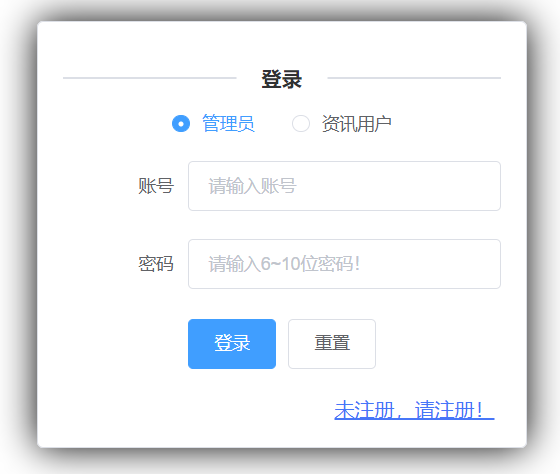 登录
管理员 资讯用户
账号 请输入账号
密码 请输入6~10位密码！
登录 重置
未注册，请注册！